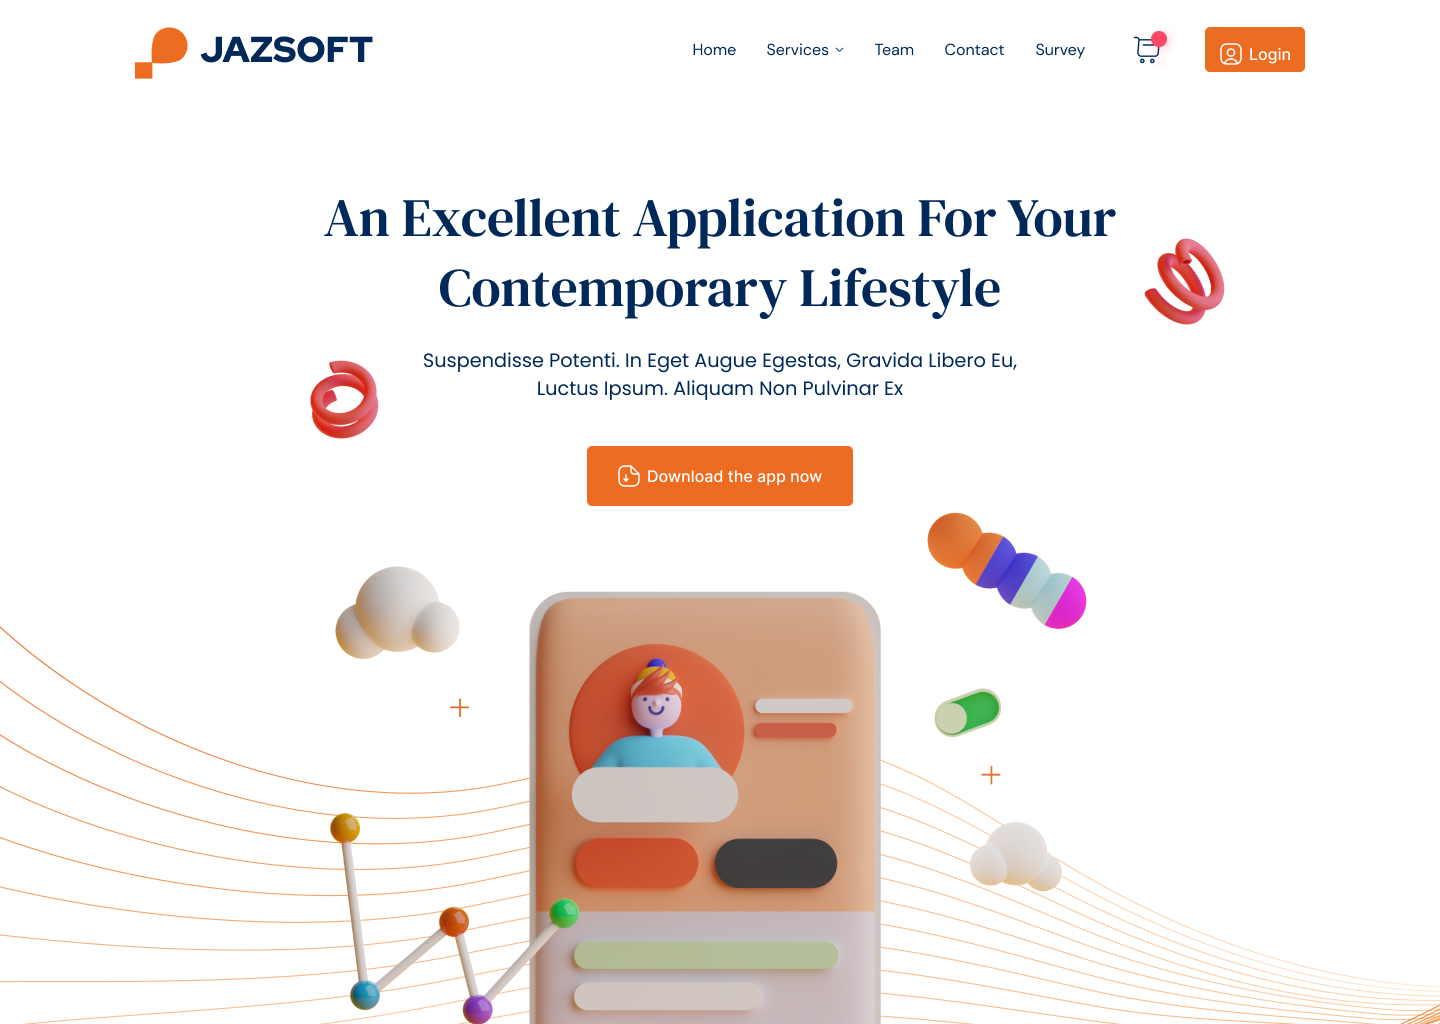 JAZSOFT
Home Services Team Contact Survey
Login
An Excellent Application For Your
Contemporary Lifestyle
Suspendisse Potenti. In Eget Augue Egestas, Gravida Libero Eu,
Luctus Ipsum. Aliquam Non Pulvinar Ex
Download the app now